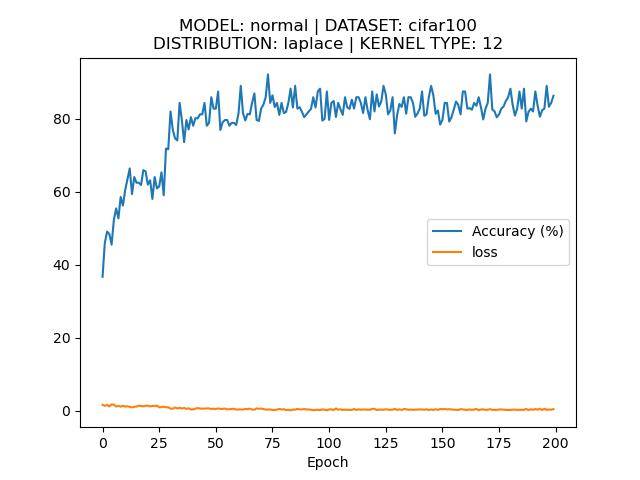 MODEL: normal | DATASET: cifar100
DISTRIBUTION: laplace | KERNEL TYPE: 12
80
60
40
20
0
Accuracy (%)
loss
0 25 50 75 100 125 150 175 200
Epoch